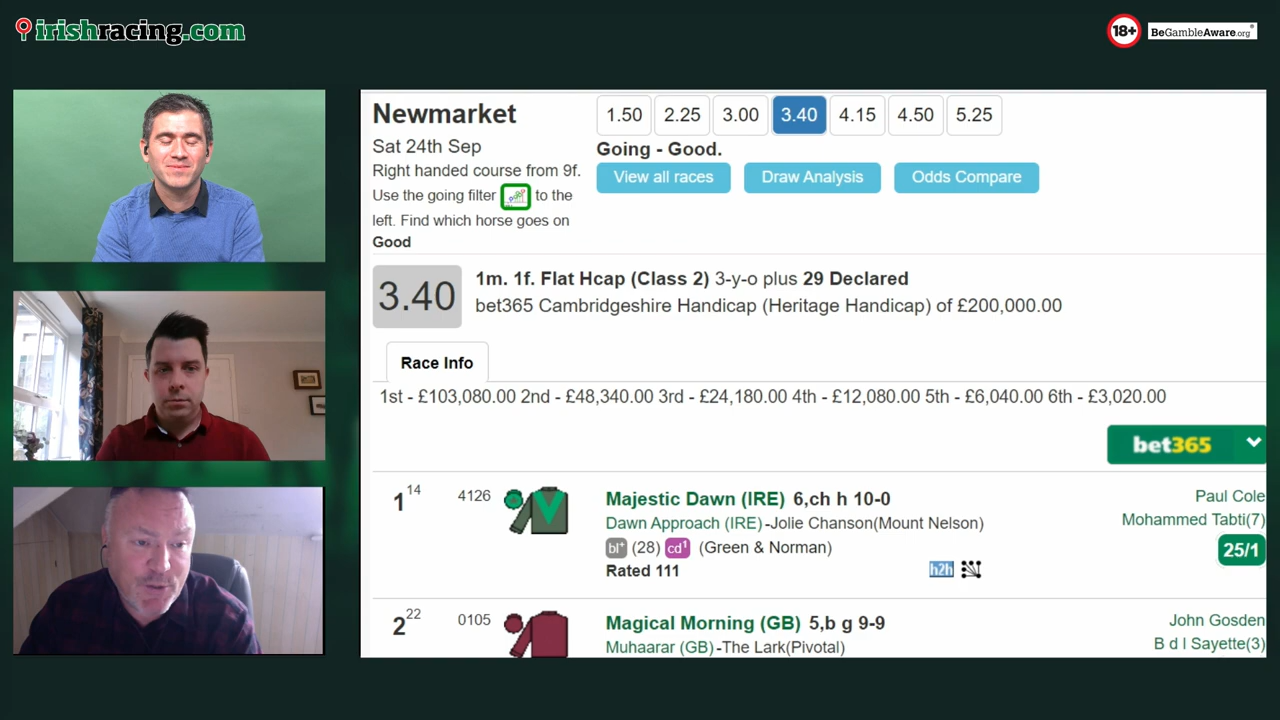 irishracing.com
18+ BeGambleAware.org®
Newmarket
1.50 2.25 3.00 3.40 4.15 4.50 5.25
Sat 24th Sep
Going - Good.
Right handed course from 9f.
View all races Draw Analysis Odds Compare
Use the going filter to the
left. Find which horse goes on
Good
3.40
1m. 1f. Flat Hcap (Class 2) 3-y-o plus 29 Declared
bet365 Cambridgeshire Handicap (Heritage Handicap) of £200,000.00
Race Info
1st - £103,080.00 2nd - £48,340.00 3rd - £24,180.00 4th - £12,080.00 5th - £6,040.00 6th - £3,020.00
bet365
1 14 4126 Majestic Dawn (IRE) 6,ch h 10-0 Paul Cole
Dawn Approach (IRE)-Jolie Chanson(Mount Nelson) Mohammed Tabti(7)
bl+ (28) cd1 (Green & Norman) 25/1
Rated 111 h2h
2 22 0105 Magical Morning (GB) 5,b g 9-9 John Gosden
Muhaarar (GB)-The Lark(Pivotal) B d l Sayette(3)